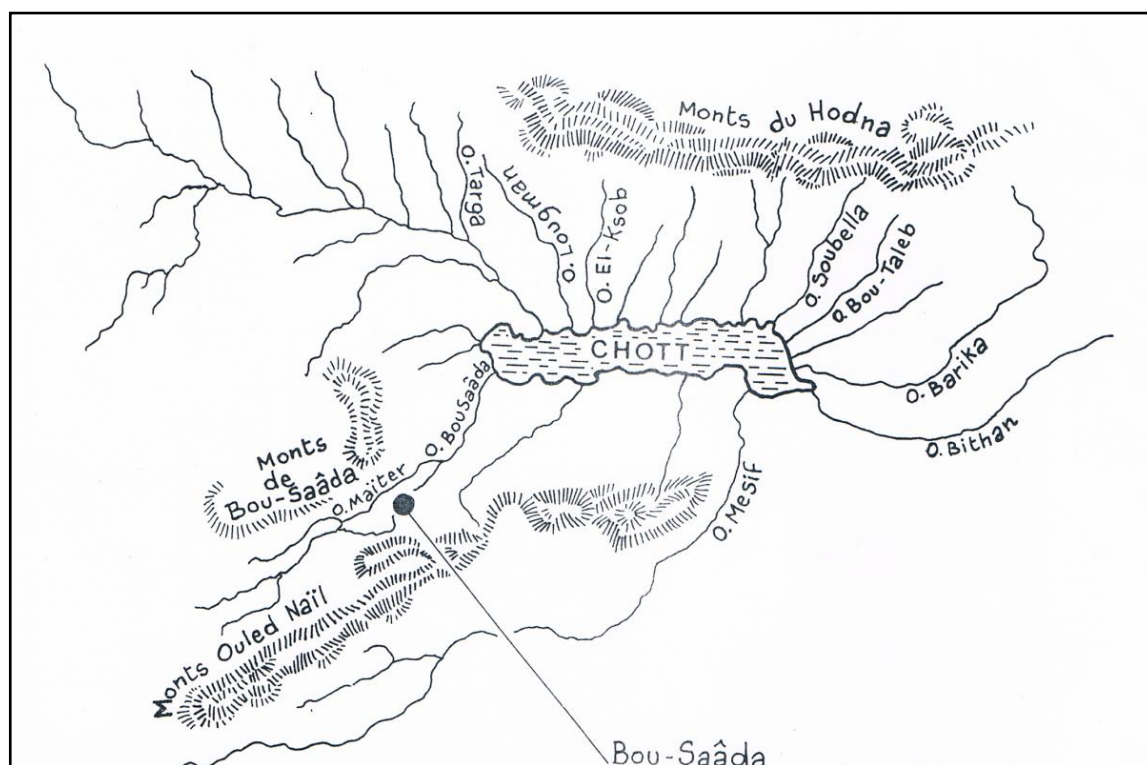 Monts du Hodna
O. Targa
O. Lougman
O. El-Ksob
O. Soubella
O. Bou-Taleb
CHOTT
O. Barika
O. Bithan
O. BouSaâda
Monts
de
Bou-Saâda
O. Maïter
O. Mesif
Monts Ouled Naïl
Bou-Saâda